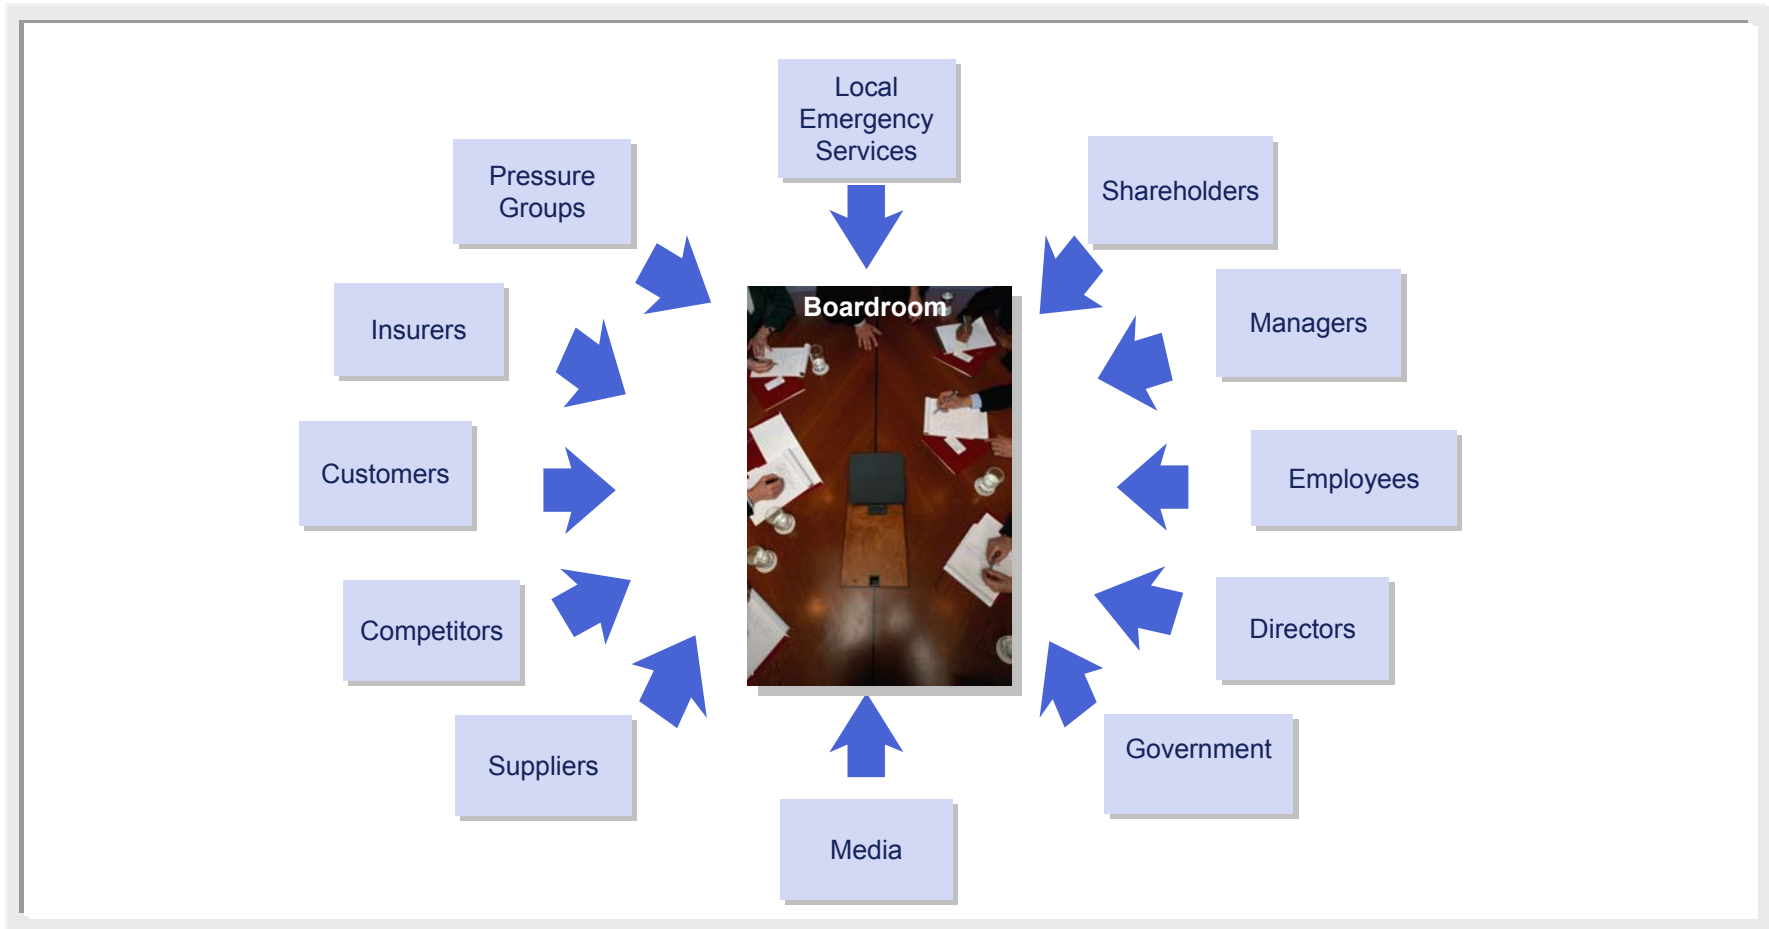 Local
Emergency
Services
Pressure
Groups
Shareholders
Boardroom
Insurers
Managers
Customers
Employees
Competitors
Directors
Suppliers
Government
Media